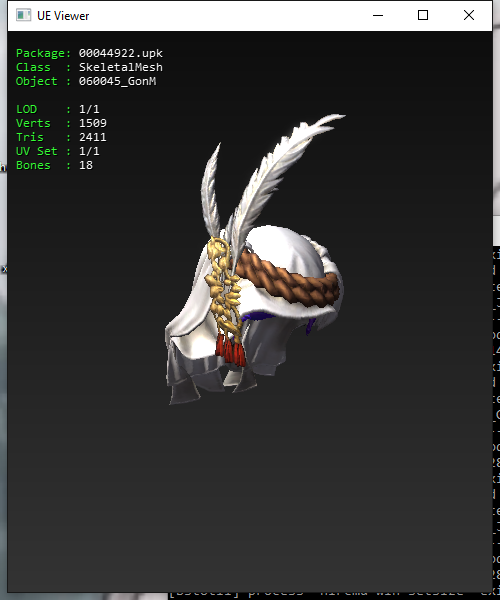 UE Viewer
Package: 00044922.upk
Class : SkeletalMesh
Object : 060045_GonM
LOD : 1/1
Verts : 1509
Tris : 2411
UV Set : 1/1
Bones : 18